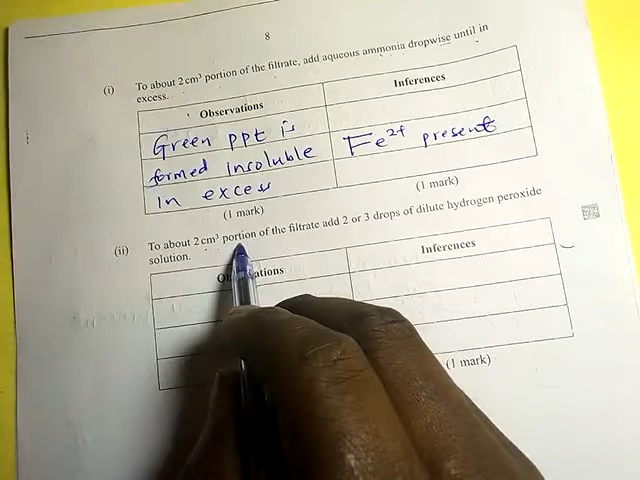 8
(i) To about 2 cm³ portion of the filtrate, add aqueous ammonia dropwise until in
excess.
Observations Inferences
Green ppt is
formed insoluble
in excess
Fe²⁺ present
(1 mark) (1 mark)
(ii) To about 2 cm³ portion of the filtrate add 2 or 3 drops of dilute hydrogen peroxide
solution.
Inferences
(1 mark)